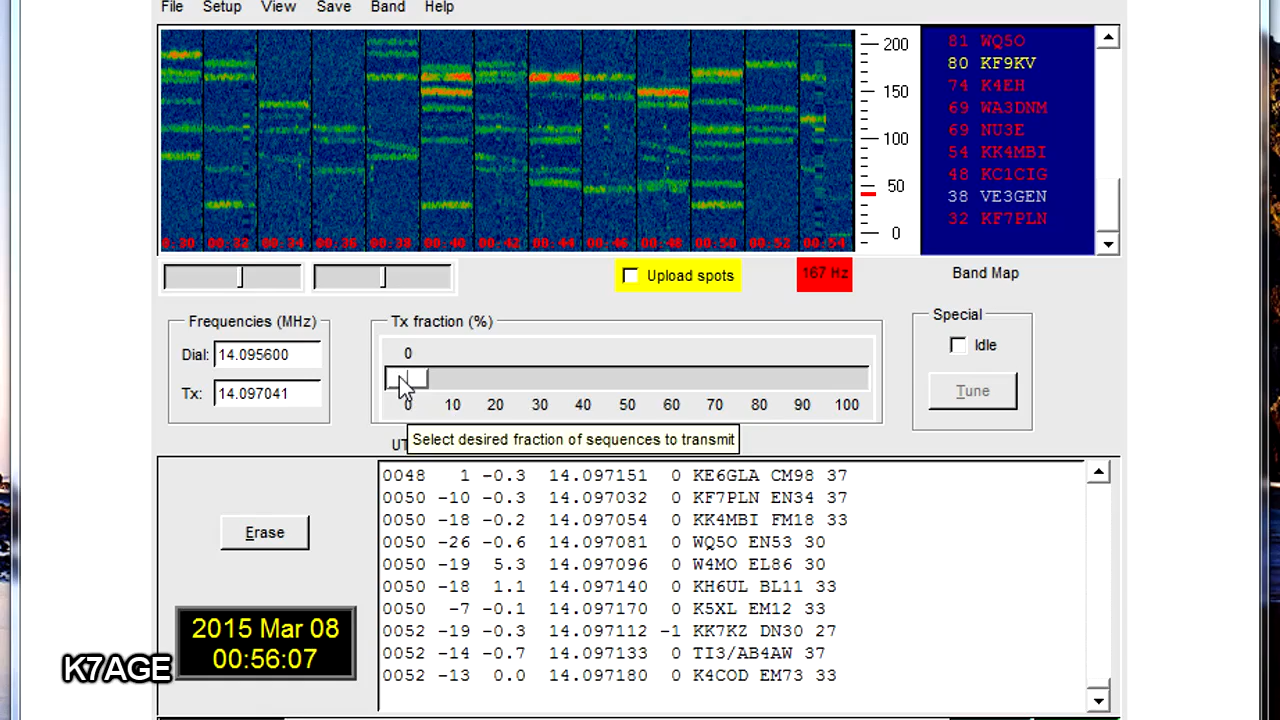 File Setup View Save Band Help
200
150
100
50
0
81 WQ5O
80 KF9KV
74 K4EH
69 WA3DNM
69 NU3E
54 KK4MBI
48 KC1CIG
38 VE3GEN
32 KF7PLN
00:32 00:34 00:36 00:38 00:40 00:42 00:44 00:46 00:48 00:50 00:52 00:54
Upload spots
167 Hz
Band Map
Frequencies (MHz)
Dial: 14.095600
Tx: 14.097041
Tx fraction (%)
0
0 10 20 30 40 50 60 70 80 90 100
Special
Idle
Tune
UT
Select desired fraction of sequences to transmit
0048 1 -0.3 14.097151 0 KE6GLA CM98 37
0050 -10 -0.3 14.097032 0 KF7PLN EN34 37
0050 -18 -0.2 14.097054 0 KK4MBI FM18 33
0050 -26 -0.6 14.097081 0 WQ5O EN53 30
0050 -19 5.3 14.097096 0 W4MO EL86 30
0050 -18 1.1 14.097140 0 KH6UL BL11 33
0050 -7 -0.1 14.097170 0 K5XL EM12 33
0052 -19 -0.3 14.097112 -1 KK7KZ DN30 27
0052 -14 -0.7 14.097133 0 TI3/AB4AW 37
0052 -13 0.0 14.097180 0 K4COD EM73 33
Erase
2015 Mar 08
00:56:07
K7AGE